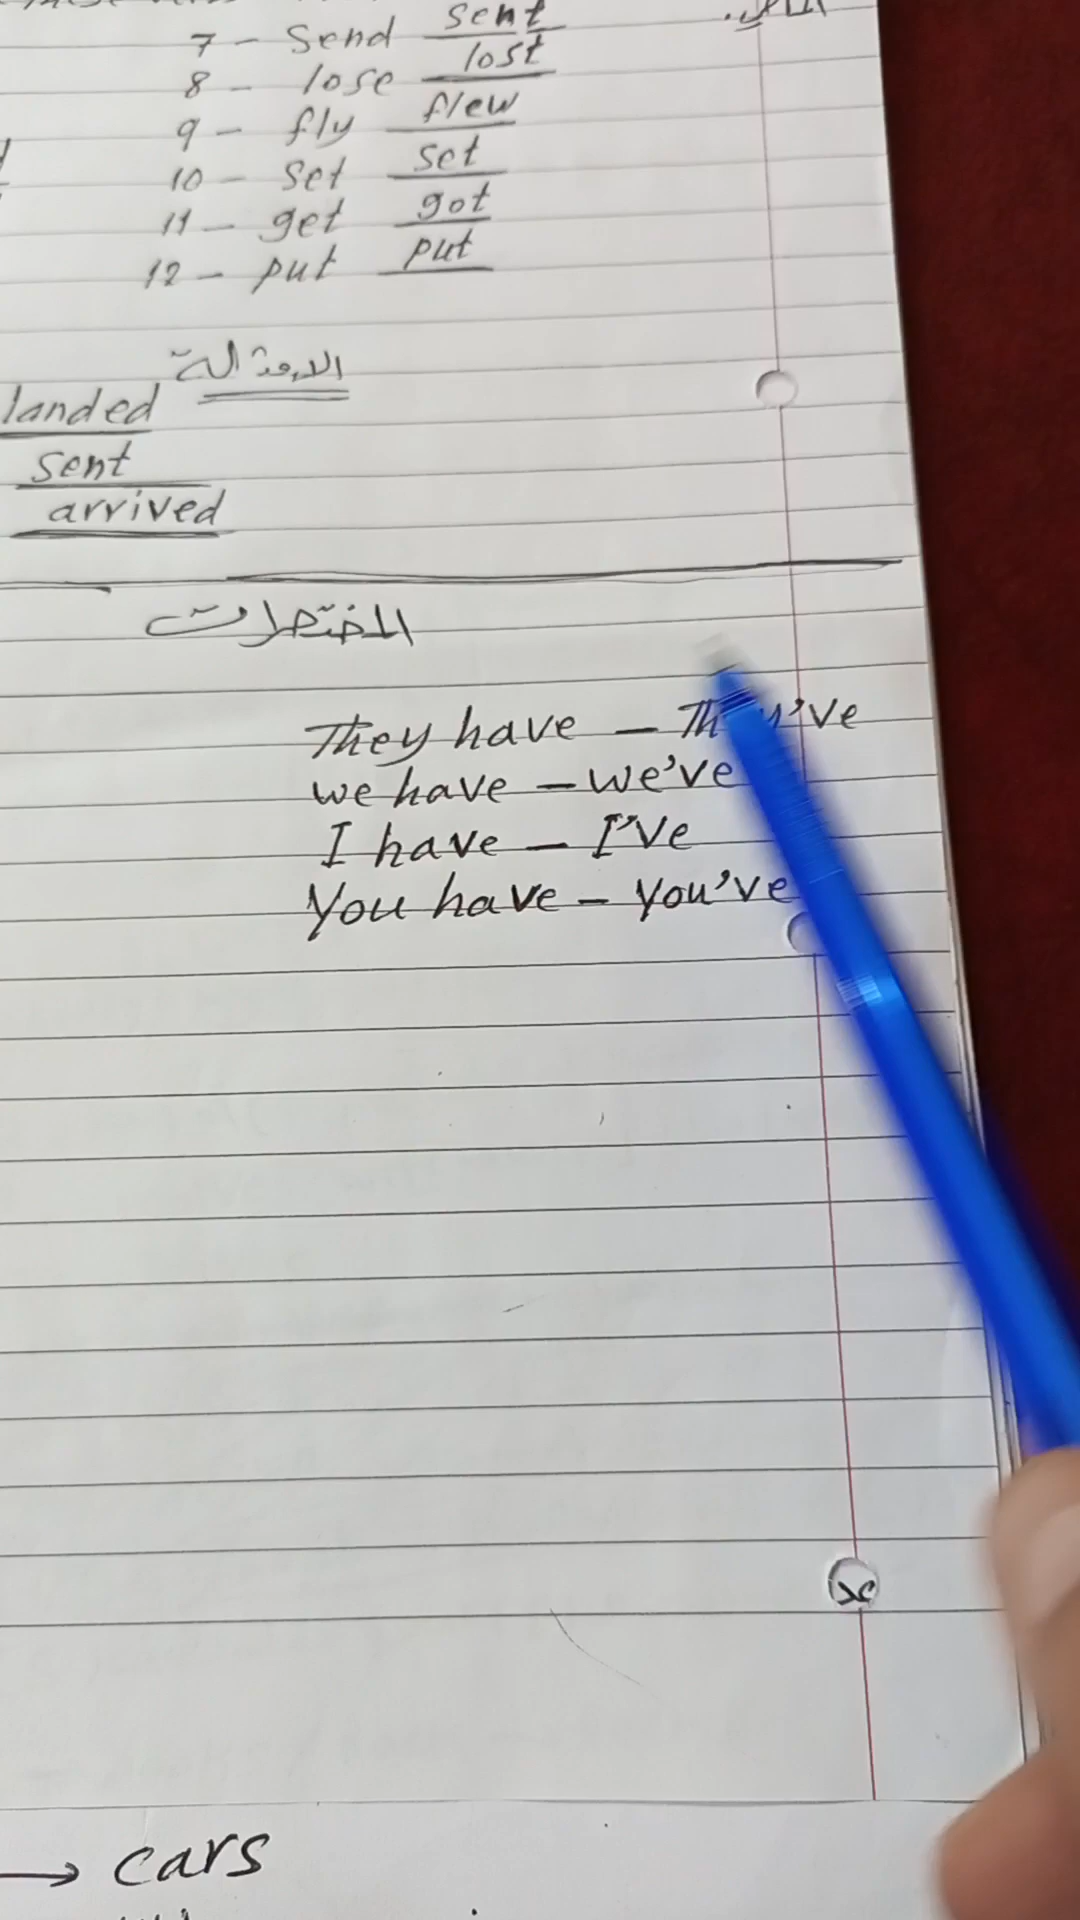 7 - Send sent
8 - lose lost
9 - fly flew
10 - set set
11 - get got
12 - put put
الامثالة
landed
sent
arrived
المختصرات
They have - They've
we have - we've
I have - I've
You have - you've
→ cars